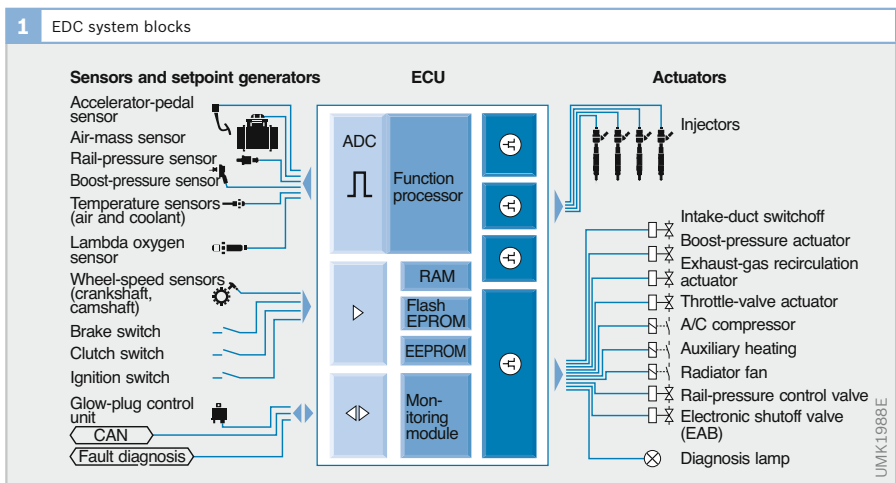 1 EDC system blocks
Sensors and setpoint generators
Accelerator-pedal
sensor
Air-mass sensor
Rail-pressure sensor
Boost-pressure sensor
Temperature sensors
(air and coolant)
Lambda oxygen
sensor
Wheel-speed sensors
(crankshaft,
camshaft)
Brake switch
Clutch switch
Ignition switch
Glow-plug control
unit
CAN
Fault diagnosis
ECU
ADC
Function
processor
RAM
Flash
EPROM
EEPROM
Mon-
itoring
module
Actuators
Injectors
Intake-duct switchoff
Boost-pressure actuator
Exhaust-gas recirculation
actuator
Throttle-valve actuator
A/C compressor
Auxiliary heating
Radiator fan
Rail-pressure control valve
Electronic shutoff valve
(EAB)
Diagnosis lamp
UMK1988E